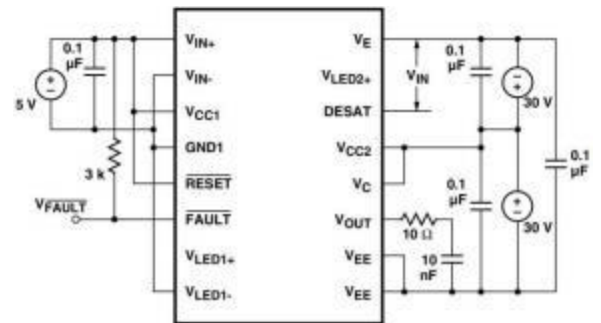 0.1
µF
5 V
3 k
V_FAULT
V_IN+
V_IN-
V_CC1
GND1
RESET
FAULT
V_LED1+
V_LED1-
V_E
V_LED2+
DESAT
V_CC2
V_C
V_OUT
V_EE
V_EE
V_IN
10 Ω
10
nF
0.1
µF
0.1
µF
30 V
30 V
0.1
µF